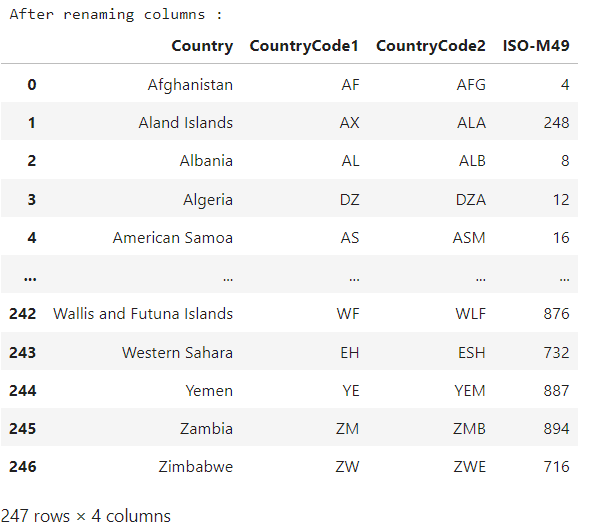 After renaming columns :
Country CountryCode1 CountryCode2 ISO-M49
0 Afghanistan AF AFG 4
1 Aland Islands AX ALA 248
2 Albania AL ALB 8
3 Algeria DZ DZA 12
4 American Samoa AS ASM 16
... ... ... ... ...
242 Wallis and Futuna Islands WF WLF 876
243 Western Sahara EH ESH 732
244 Yemen YE YEM 887
245 Zambia ZM ZMB 894
246 Zimbabwe ZW ZWE 716
247 rows × 4 columns